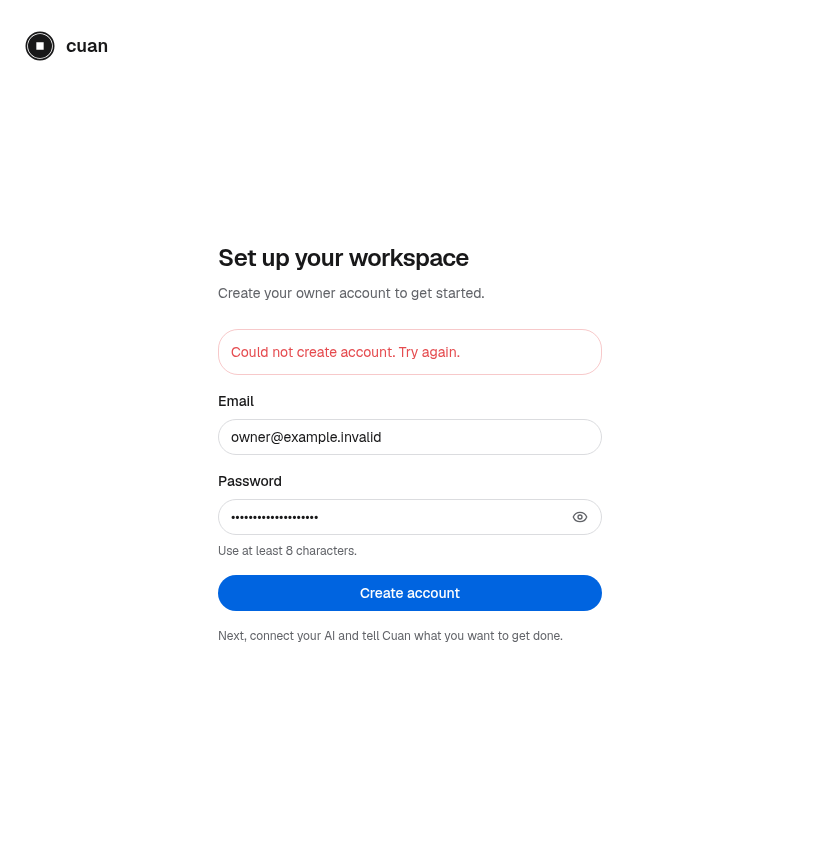 cuan
Set up your workspace
Create your owner account to get started.
Could not create account. Try again.
Email
owner@example.invalid
Password
••••••••••••••••••••
Use at least 8 characters.
Create account
Next, connect your AI and tell Cuan what you want to get done.